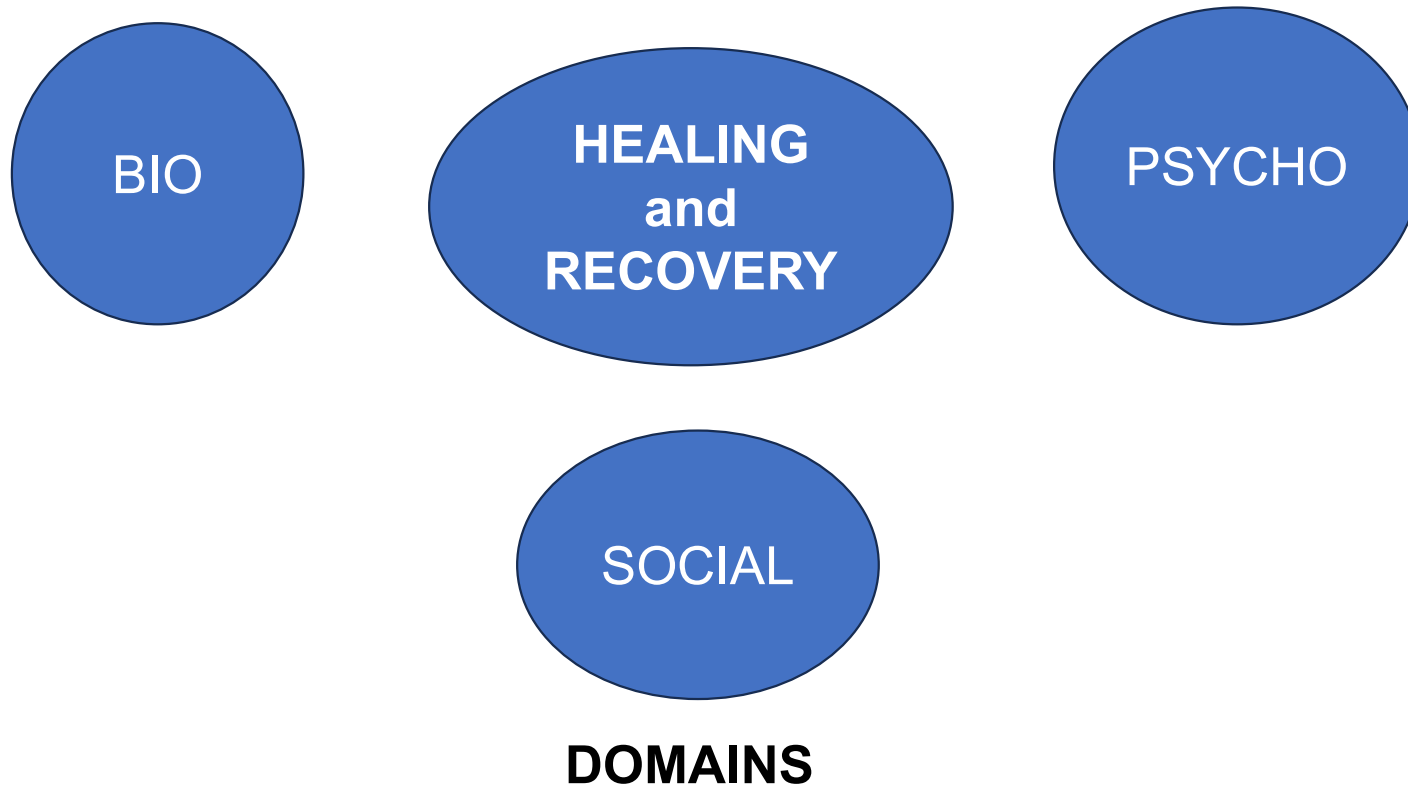 BIO
HEALING
and
RECOVERY
PSYCHO
SOCIAL
DOMAINS